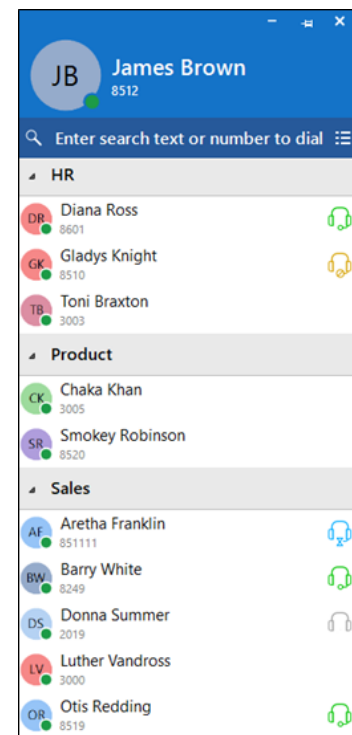 JB
James Brown
8512
Enter search text or number to dial
HR
DR
Diana Ross
8601
GK
Gladys Knight
8510
TB
Toni Braxton
3003
Product
CK
Chaka Khan
3005
SR
Smokey Robinson
8520
Sales
AF
Aretha Franklin
851111
BW
Barry White
8249
DS
Donna Summer
2019
LV
Luther Vandross
3000
OR
Otis Redding
8519